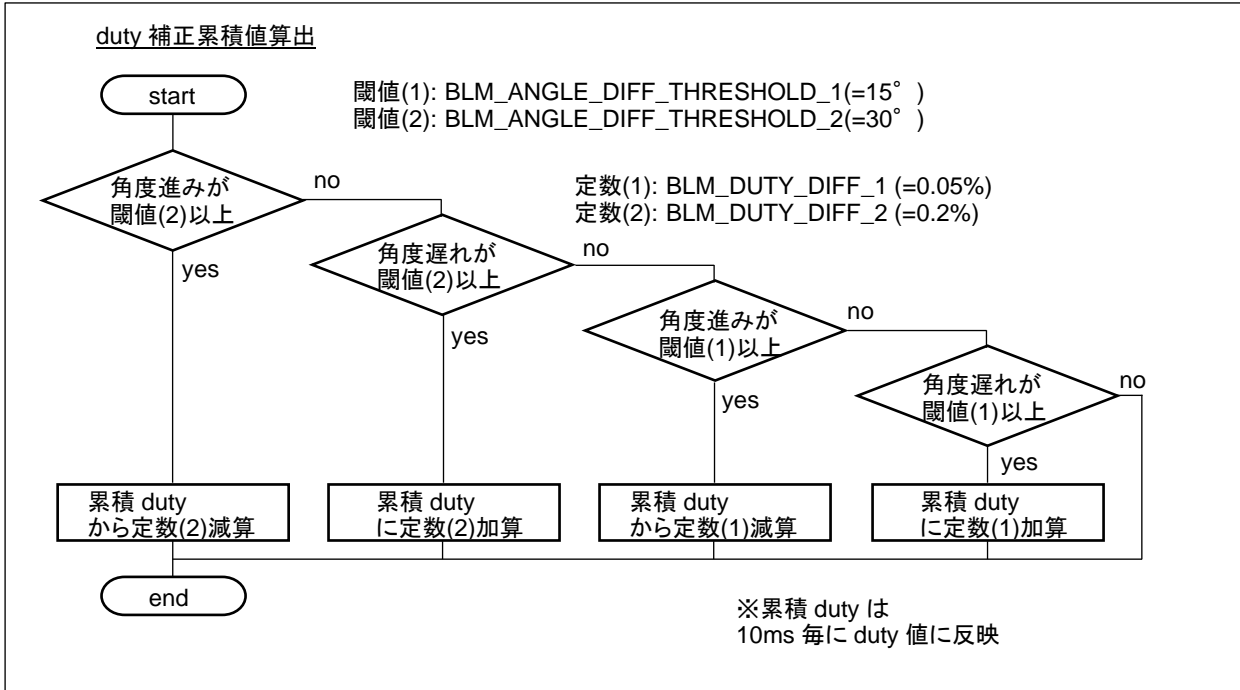 duty 補正累積値算出
start
閾値(1): BLM_ANGLE_DIFF_THRESHOLD_1(=15°)
閾値(2): BLM_ANGLE_DIFF_THRESHOLD_2(=30°)
角度進みが
閾値(2)以上
no
yes
定数(1): BLM_DUTY_DIFF_1 (=0.05%)
定数(2): BLM_DUTY_DIFF_2 (=0.2%)
角度遅れが
閾値(2)以上
no
yes
角度進みが
閾値(1)以上
no
yes
角度遅れが
閾値(1)以上
no
yes
累積 duty
から定数(2)減算
累積 duty
に定数(2)加算
累積 duty
から定数(1)減算
累積 duty
に定数(1)加算
end
※累積 duty は
10ms 毎に duty 値に反映